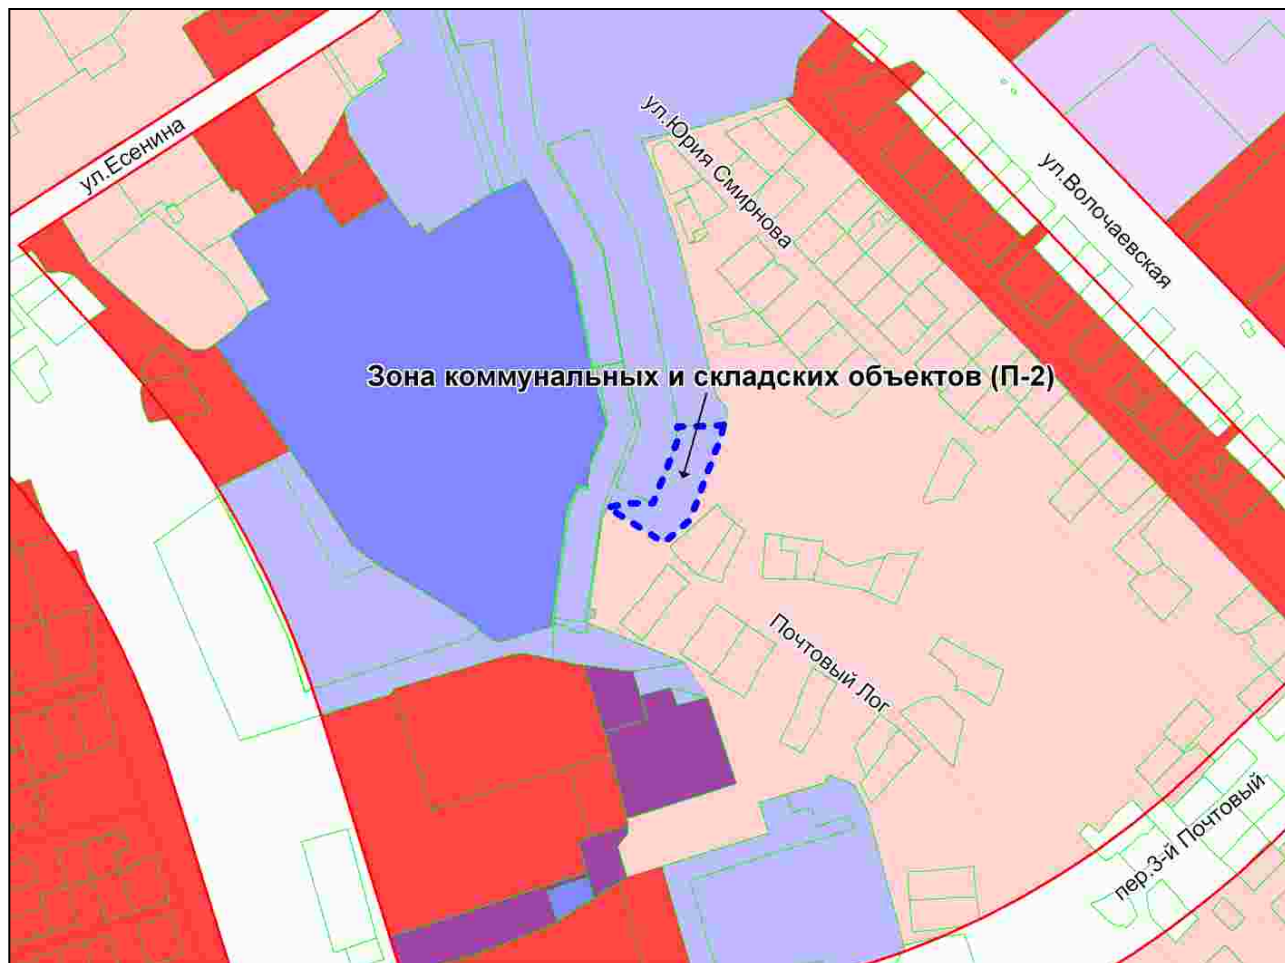 ул.Есенина
ул.Юрия Смирнова
ул.Волочаевская
Зона коммунальных и складских объектов (П-2)
Почтовый Лог
пер.3-й Почтовый